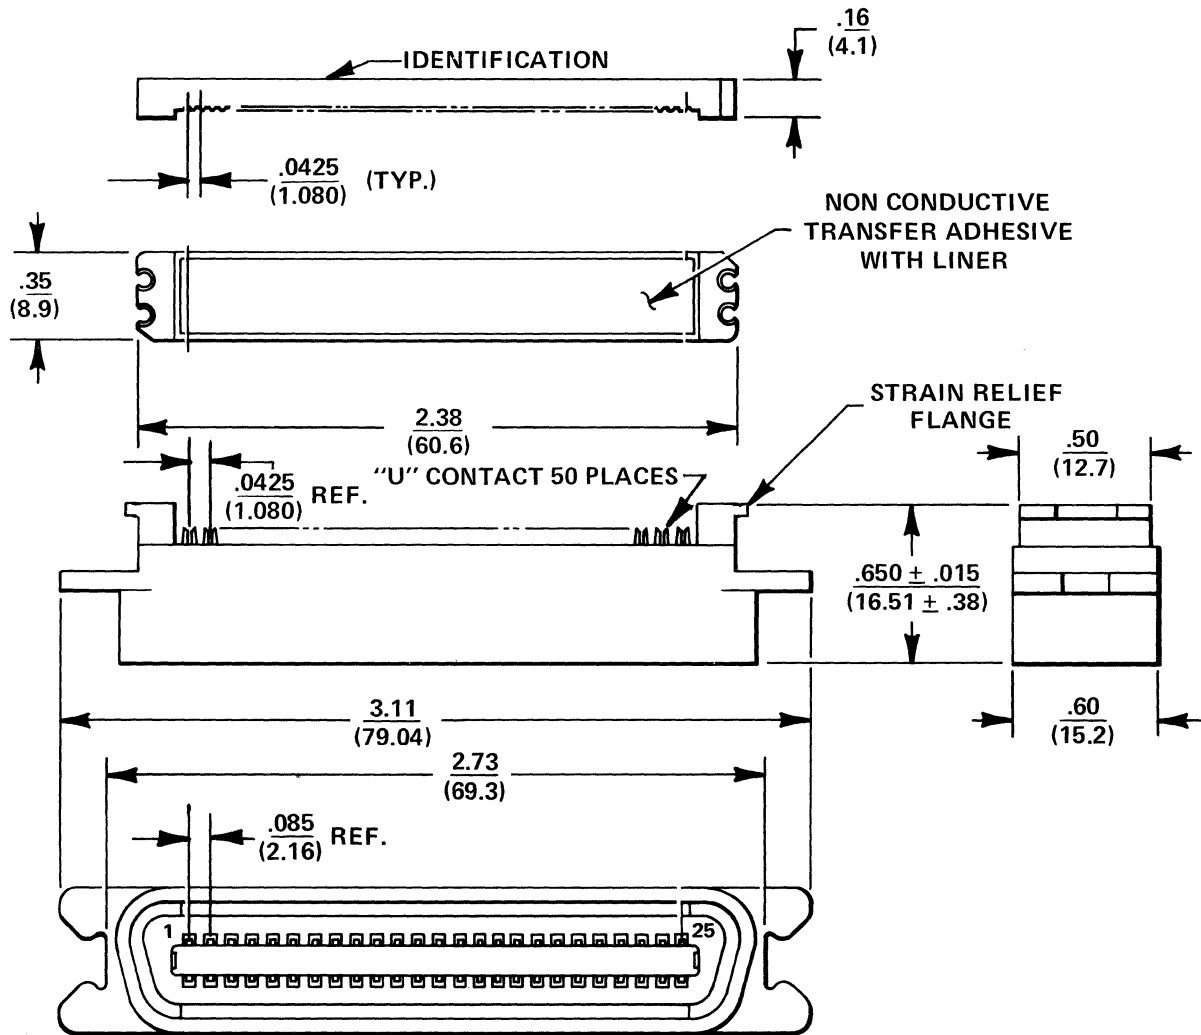 .16
(4.1)
IDENTIFICATION
.0425
(1.080) (TYP.)
NON CONDUCTIVE
TRANSFER ADHESIVE
WITH LINER
.35
(8.9)
STRAIN RELIEF
FLANGE
2.38
(60.6)
.50
(12.7)
"U" CONTACT 50 PLACES
.0425
(1.080) REF.
.650 ± .015
(16.51 ± .38)
3.11
(79.04)
.60
(15.2)
2.73
(69.3)
.085
(2.16) REF.
1
25